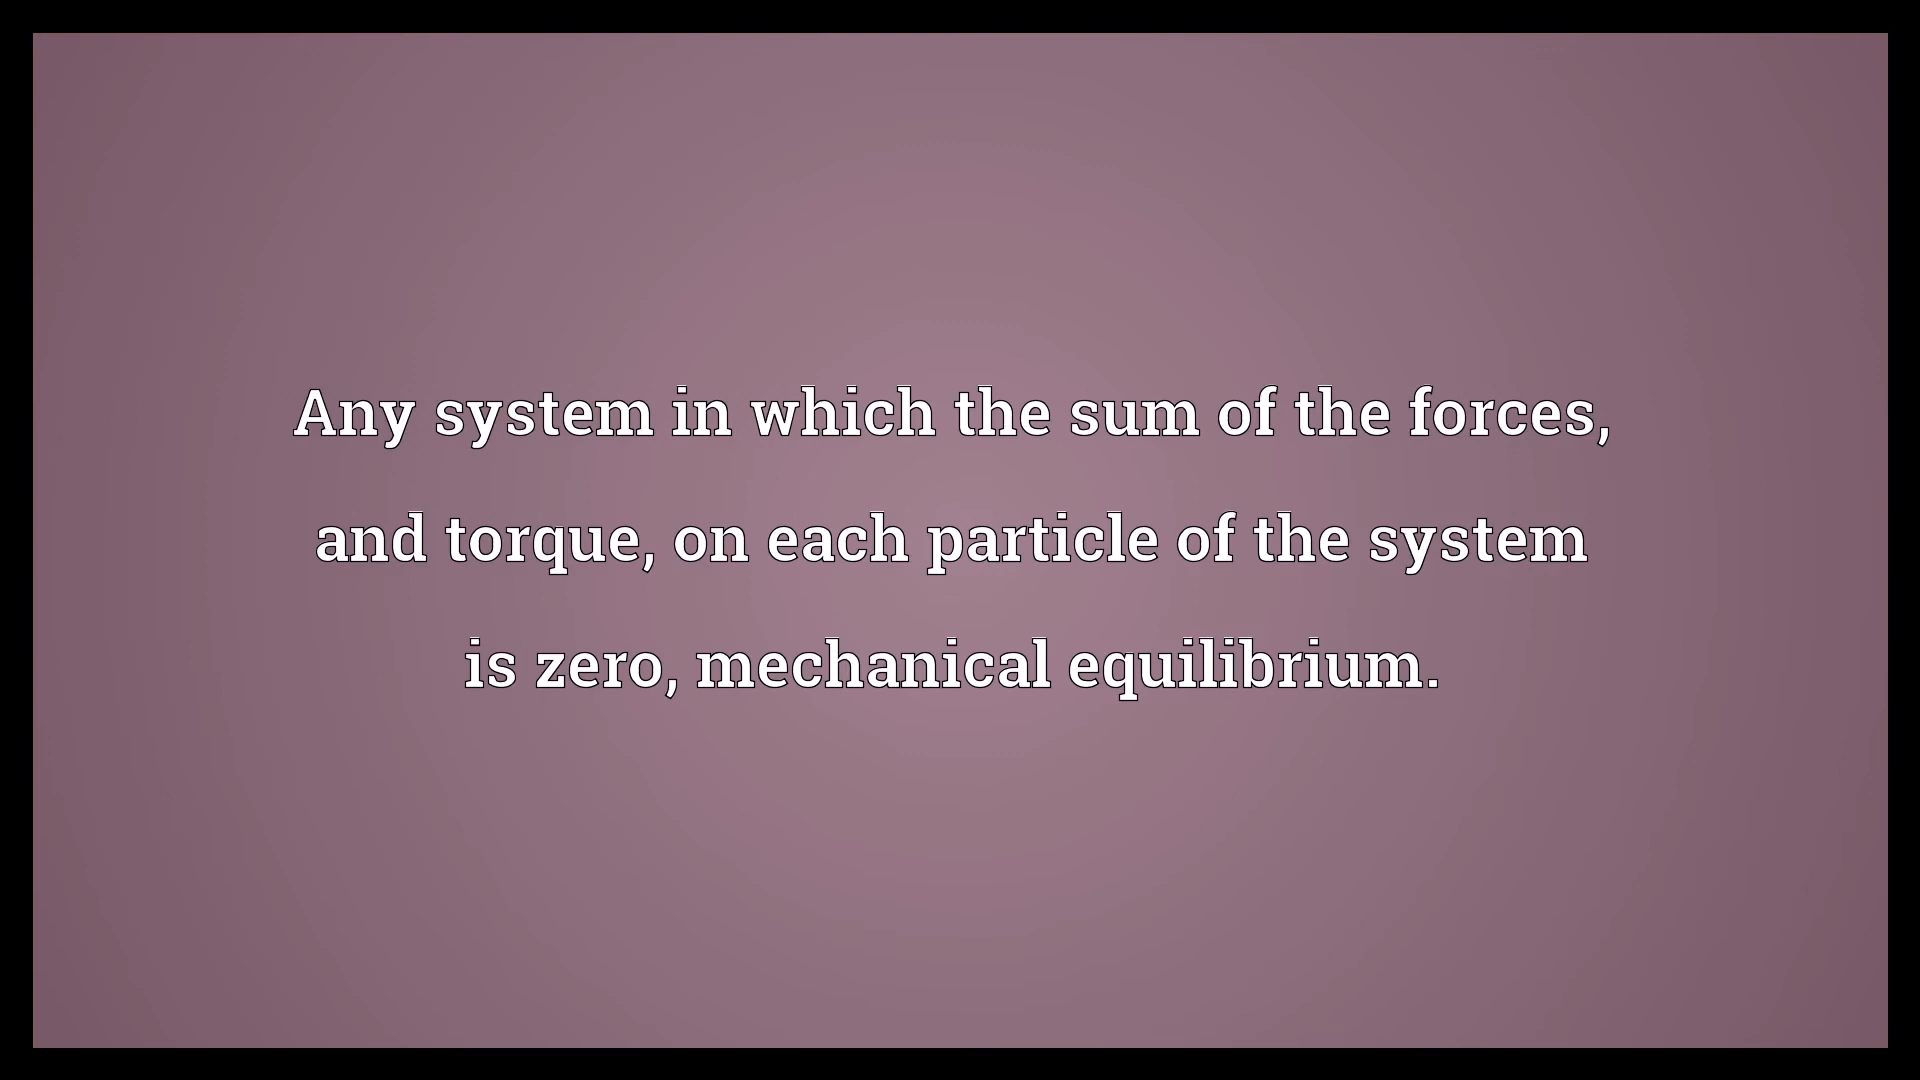 Any system in which the sum of the forces,
and torque, on each particle of the system
is zero, mechanical equilibrium.